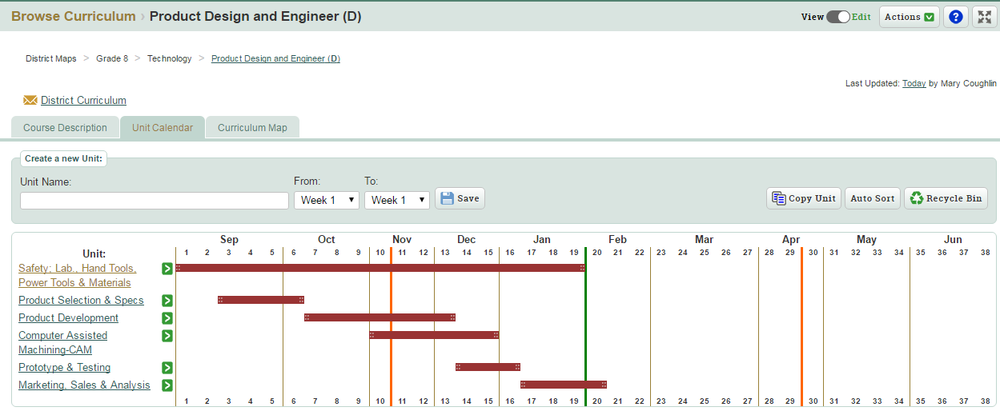 Browse Curriculum › Product Design and Engineer (D)
View Edit Actions ?
District Maps > Grade 8 > Technology > Product Design and Engineer (D)
Last Updated: Today by Mary Coughlin
District Curriculum
Course Description Unit Calendar Curriculum Map
Create a new Unit:
Unit Name: From: To:
Week 1 Week 1 Save Copy Unit Auto Sort Recycle Bin
Sep Oct Nov Dec Jan Feb Mar Apr May Jun
Unit: 1 2 3 4 5 6 7 8 9 10 11 12 13 14 15 16 17 18 19 20 21 22 23 24 25 26 27 28 29 30 31 32 33 34 35 36 37 38
Safety; Lab., Hand Tools,
Power Tools & Materials
Product Selection & Specs
Product Development
Computer Assisted
Machining-CAM
Prototype & Testing
Marketing, Sales & Analysis
1 2 3 4 5 6 7 8 9 10 11 12 13 14 15 16 17 18 19 20 21 22 23 24 25 26 27 28 29 30 31 32 33 34 35 36 37 38